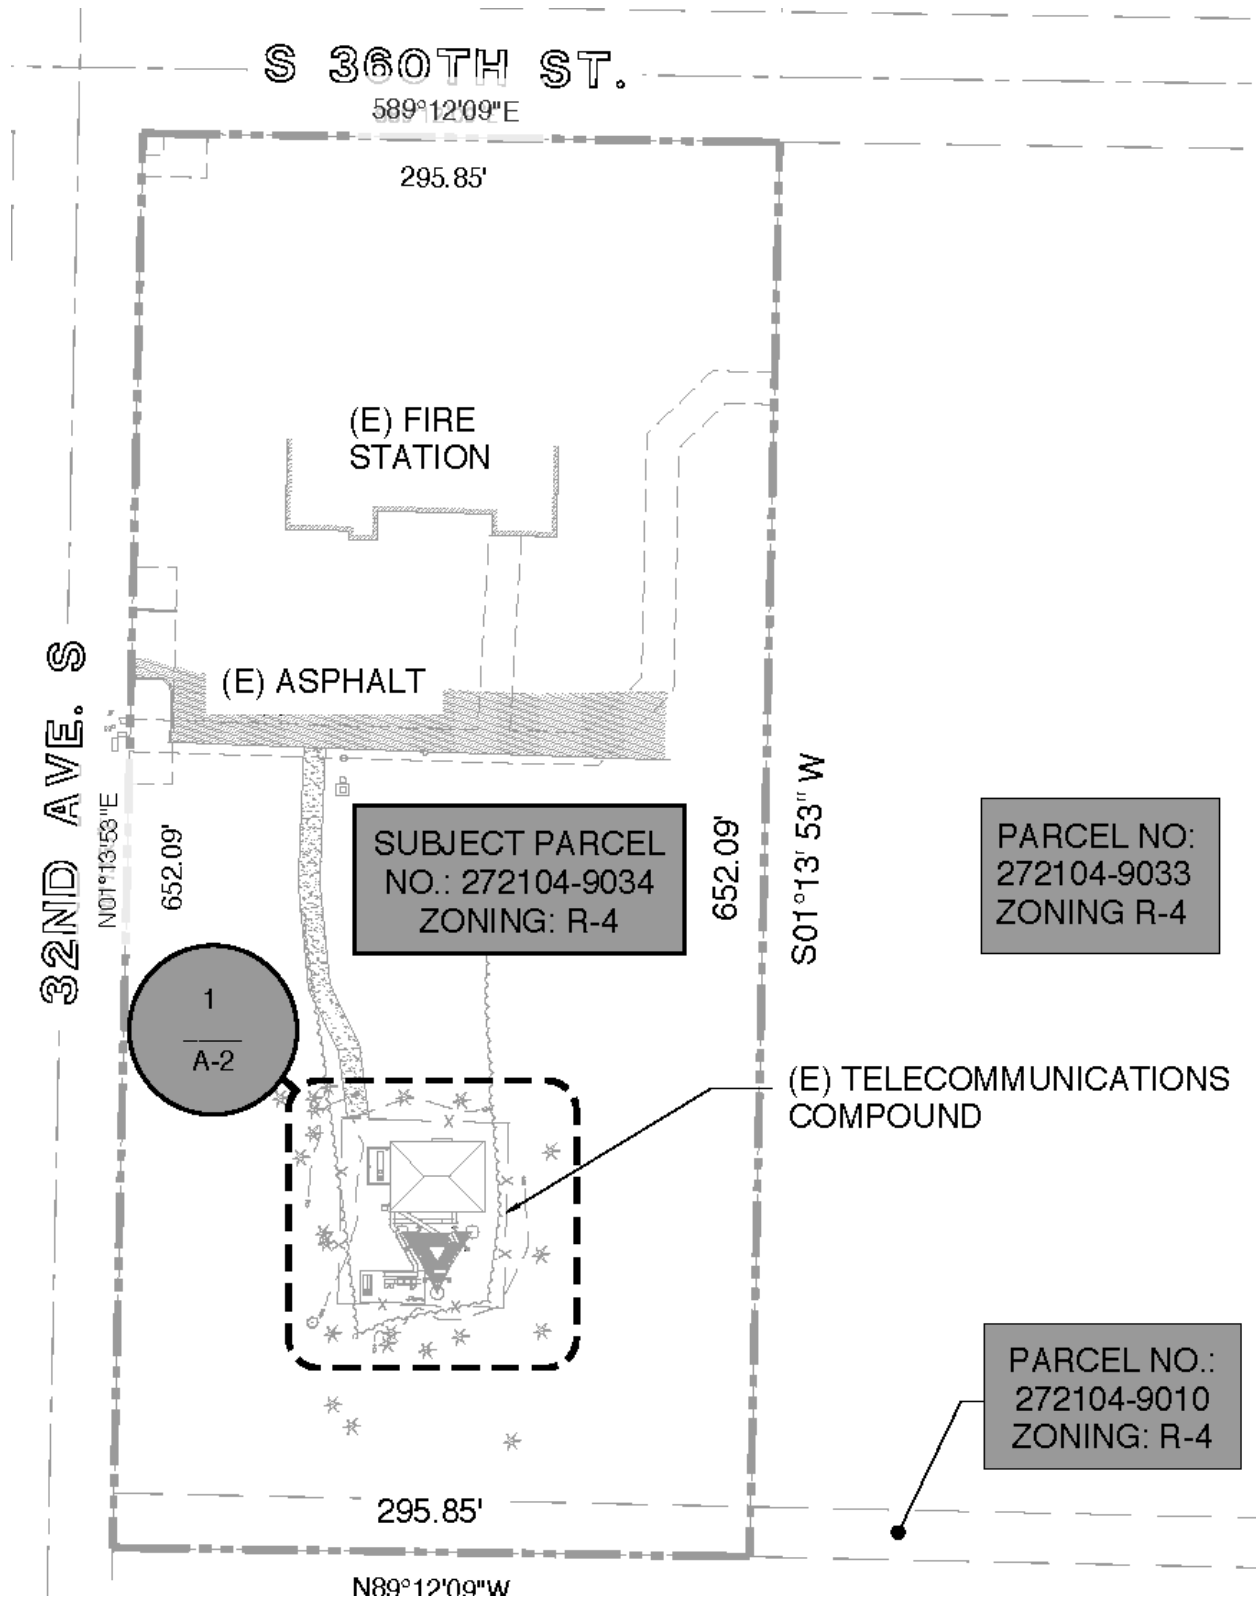 S 360TH ST.
589°12'09"E
295.85'
(E) FIRE
STATION
(E) ASPHALT
32ND AVE. S
N01°13'53"E
652.09'
SUBJECT PARCEL
NO.: 272104-9034
ZONING: R-4
652.09'
S01°13' 53" W
PARCEL NO:
272104-9033
ZONING R-4
1
A-2
(E) TELECOMMUNICATIONS
COMPOUND
PARCEL NO.:
272104-9010
ZONING: R-4
295.85'
N89°12'09"W